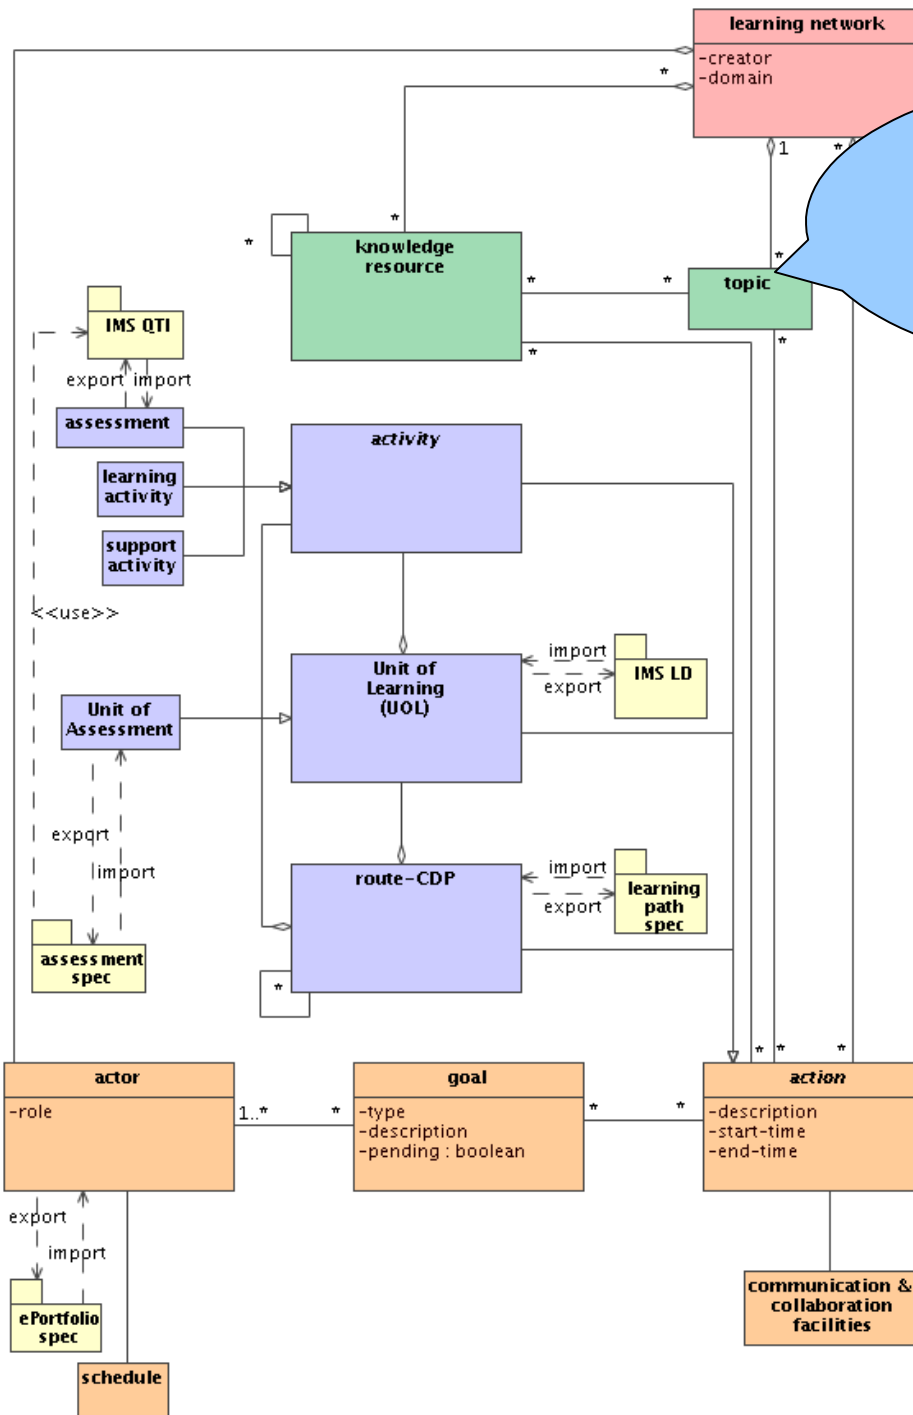 learning network
-creator
-domain
*
1
*
*
*
knowledge
resource
*
*
*
topic
*
*
IMS QTI
export
import
assessment
activity
learning
activity
support
activity
<<use>>
Unit of
Learning
(UOL)
import
export
IMS LD
Unit of
Assessment
export
import
route-CDP
import
export
learning
path
spec
assessment
spec
*
*
*
*
actor
-role
1..*
*
goal
-type
-description
-pending : boolean
*
*
action
-description
-start-time
-end-time
export
import
ePortfolio
spec
schedule
communication &
collaboration
facilities